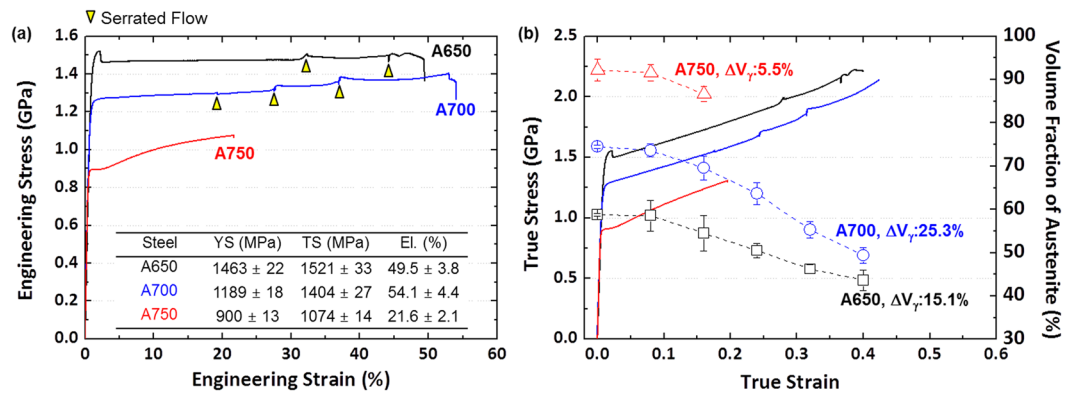 Serrated Flow
(a)
Engineering Stress (GPa)
1.6
1.4
1.2
1.0
0.8
0.6
0.4
0.2
0.0
A650
A700
A750
Steel YS (MPa) TS (MPa) El. (%)
A650 1463 ± 22 1521 ± 33 49.5 ± 3.8
A700 1189 ± 18 1404 ± 27 54.1 ± 4.4
A750 900 ± 13 1074 ± 14 21.6 ± 2.1
0 10 20 30 40 50 60
Engineering Strain (%)
(b)
True Stress (GPa)
2.5
2.0
1.5
1.0
0.5
0.0
A750, ΔVγ:5.5%
A700, ΔVγ:25.3%
A650, ΔVγ:15.1%
100
90
80
70
60
50
40
30
Volume Fraction of Austenite (%)
0.0 0.1 0.2 0.3 0.4 0.5 0.6
True Strain